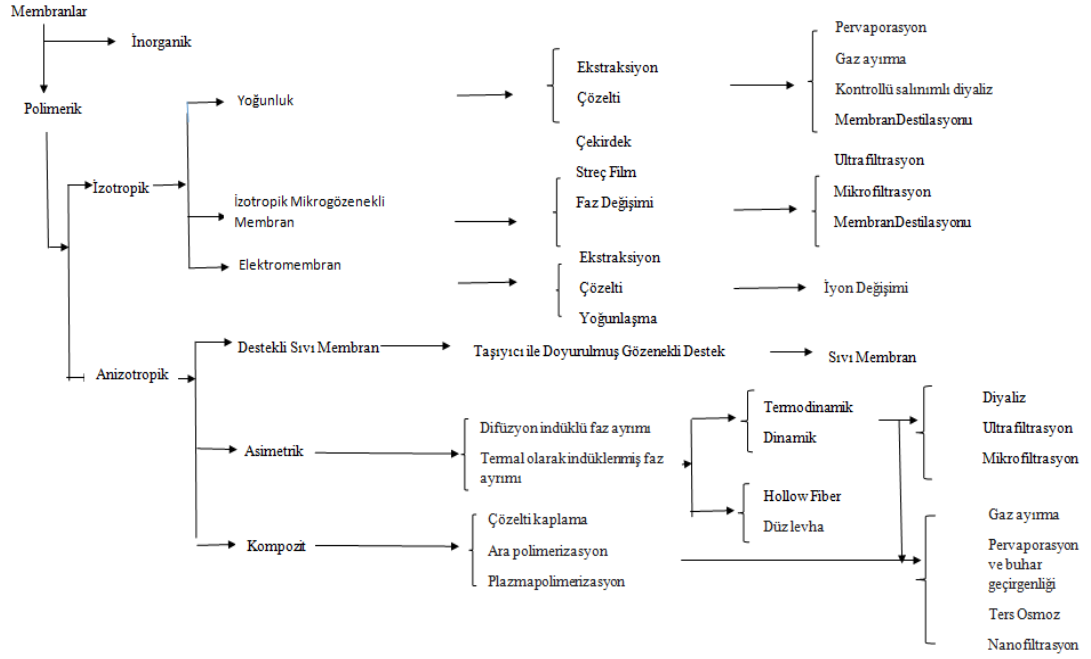 Membranlar
İnorganik
Polimerik
İzotropik
Yoğunluk
Ekstraksiyon
Çözelti
Pervaporasyon
Gaz ayırma
Kontrollü salınımlı diyaliz
MembranDestilasyonu
İzotropik Mikrogözenekli
Membran
Çekirdek
Streç Film
Faz Değişimi
Ultrafiltrasyon
Mikrofiltrasyon
MembranDestilasyonu
Elektromembran
Ekstraksiyon
Çözelti
Yoğunlaşma
İyon Değişimi
Anizotropik
Destekli Sıvı Membran
Taşıyıcı ile Doyurulmuş Gözenekli Destek
Sıvı Membran
Asimetrik
Difüzyon indüklü faz ayrımı
Termal olarak indüklenmiş faz
ayrımı
Termodinamik
Dinamik
Hollow Fiber
Düz levha
Diyaliz
Ultrafiltrasyon
Mikrofiltrasyon
Kompozit
Çözelti kaplama
Ara polimerizasyon
Plazmapolimerizasyon
Gaz ayırma
Pervaporasyon
ve buhar
geçirgenliği
Ters Osmoz
Nanofiltrasyon